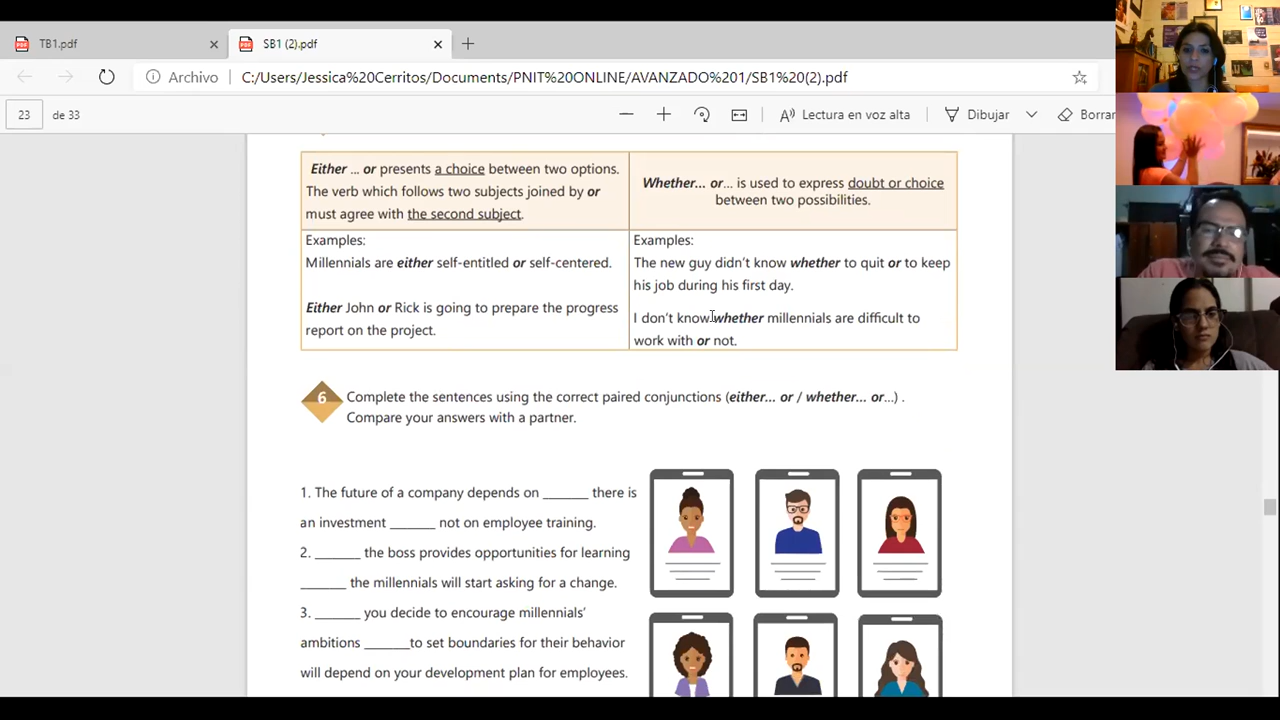 TB1.pdf
SB1 (2).pdf
Archivo
C:/Users/Jessica%20Cerritos/Documents/PNIT%20ONLINE/AVANZADO%201/SB1%20(2).pdf
23 de 33
Lectura en voz alta
Dibujar
Borrar
Either ... or presents a choice between two options.
The verb which follows two subjects joined by or
must agree with the second subject.
Whether... or... is used to express doubt or choice
between two possibilities.
Examples:
Millennials are either self-entitled or self-centered.
Either John or Rick is going to prepare the progress
report on the project.
Examples:
The new guy didn't know whether to quit or to keep
his job during his first day.
I don't know whether millennials are difficult to
work with or not.
6
Complete the sentences using the correct paired conjunctions (either... or / whether... or...) .
Compare your answers with a partner.
1. The future of a company depends on _______ there is
an investment _______ not on employee training.
2. _______ the boss provides opportunities for learning
_______ the millennials will start asking for a change.
3. _______ you decide to encourage millennials'
ambitions _______to set boundaries for their behavior
will depend on your development plan for employees.